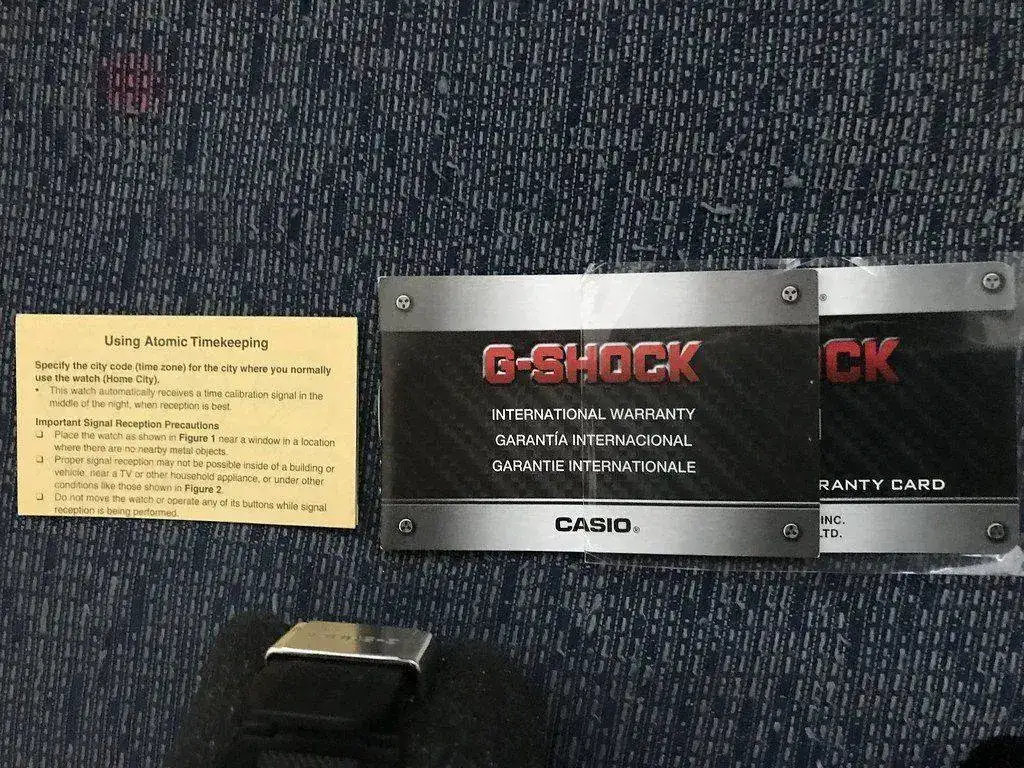 Using Atomic Timekeeping
Specify the city code (time zone) for the city where you normally
use the watch (Home City).
• This watch automatically receives a time calibration signal in the
middle of the night, when reception is best.
Important Signal Reception Precautions
❑ Place the watch as shown in Figure 1 near a window in a location
where there are no nearby metal objects.
❑ Proper signal reception may not be possible inside of a building or
vehicle, near a TV or other household appliance, or under other
conditions like those shown in Figure 2.
❑ Do not move the watch or operate any of its buttons while signal
reception is being performed.
G-SHOCK
INTERNATIONAL WARRANTY
GARANTÍA INTERNACIONAL
GARANTIE INTERNATIONALE
CASIO®
®
CK
RANTY CARD
INC.
LTD.